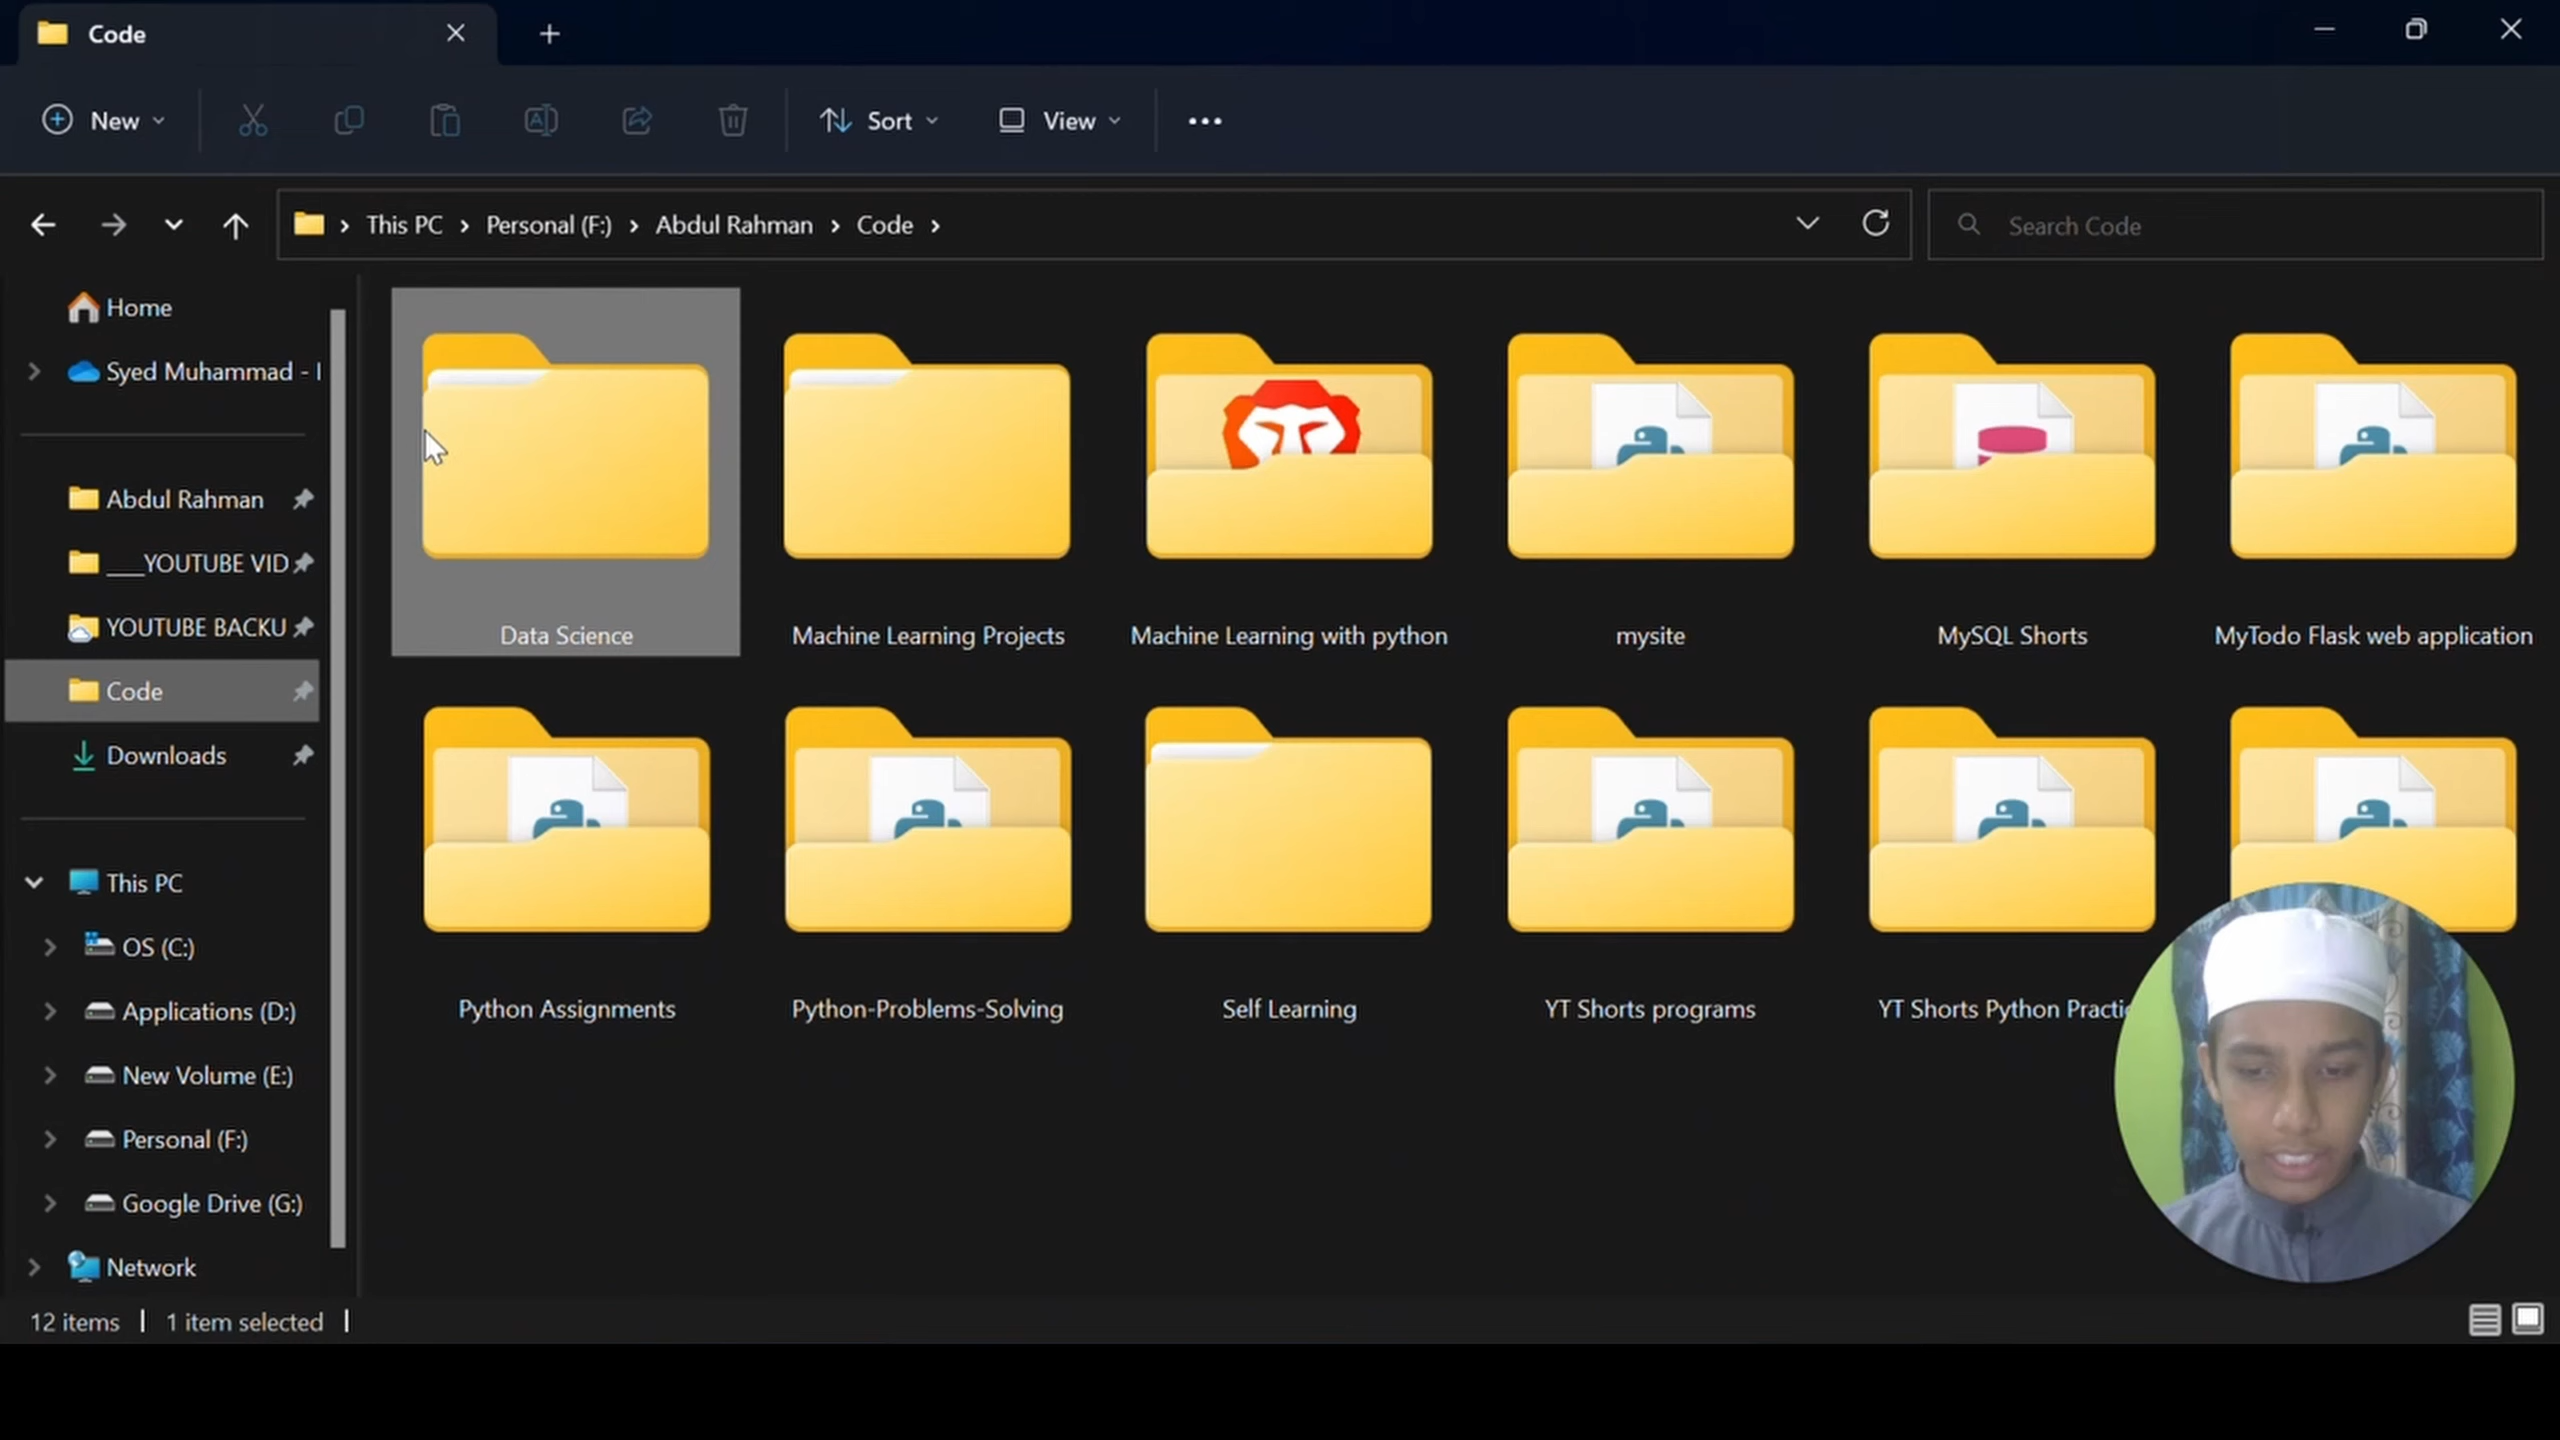 Code
New
Sort
View
This PC > Personal (F:) > Abdul Rahman > Code >
Search Code
Home
Syed Muhammad -
Abdul Rahman
___YOUTUBE VID
YOUTUBE BACKU
Code
Downloads
This PC
OS (C:)
Applications (D:)
New Volume (E:)
Personal (F:)
Google Drive (G:)
Network
Data Science
Machine Learning Projects
Machine Learning with python
mysite
MySQL Shorts
MyTodo Flask web application
Python Assignments
Python-Problems-Solving
Self Learning
YT Shorts programs
YT Shorts Python
12 items
1 item selected